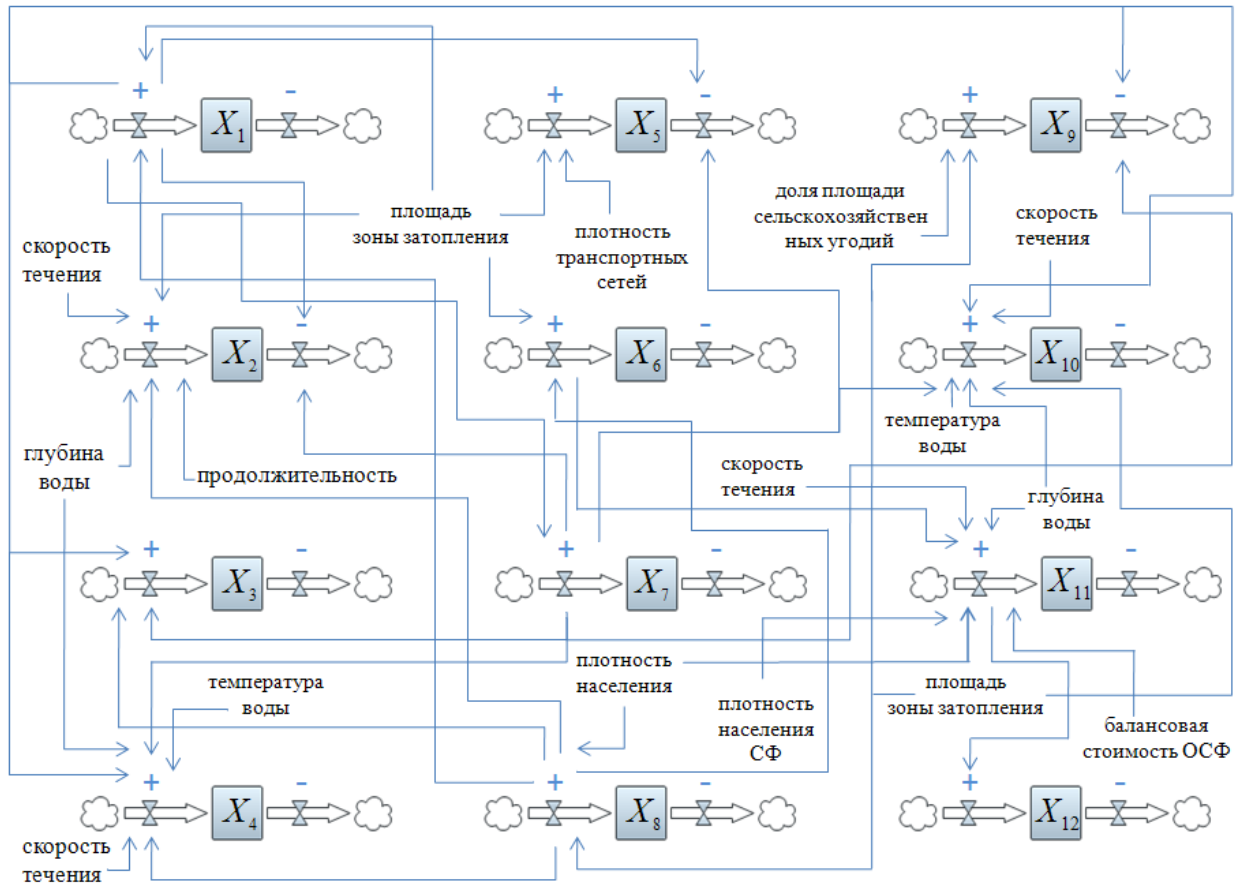 +
-
X1
+
-
X5
+
-
X9
площадь
зоны затопления
плотность
транспортных
сетей
доля площади
сельскохозяйствен
ных угодий
скорость
течения
скорость
течения
+
-
X2
+
-
X6
+
-
X10
температура
воды
глубина
воды
продолжительность
скорость
течения
глубина
воды
+
-
X3
+
-
X7
+
-
X11
температура
воды
плотность
населения
плотность
населения
СФ
площадь
зоны затопления
балансовая
стоимость ОСФ
+
-
X4
+
-
X8
+
-
X12
скорость
течения